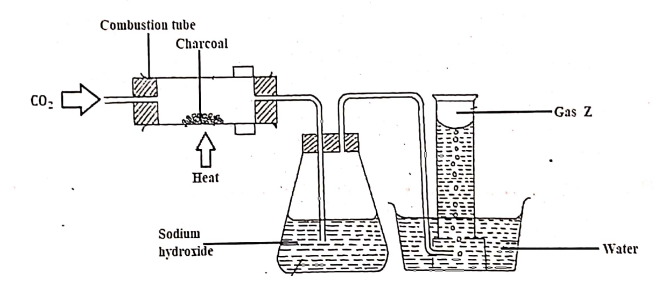 Combustion tube
Charcoal
CO₂
Gas Z
Heat
Sodium
hydroxide
Water